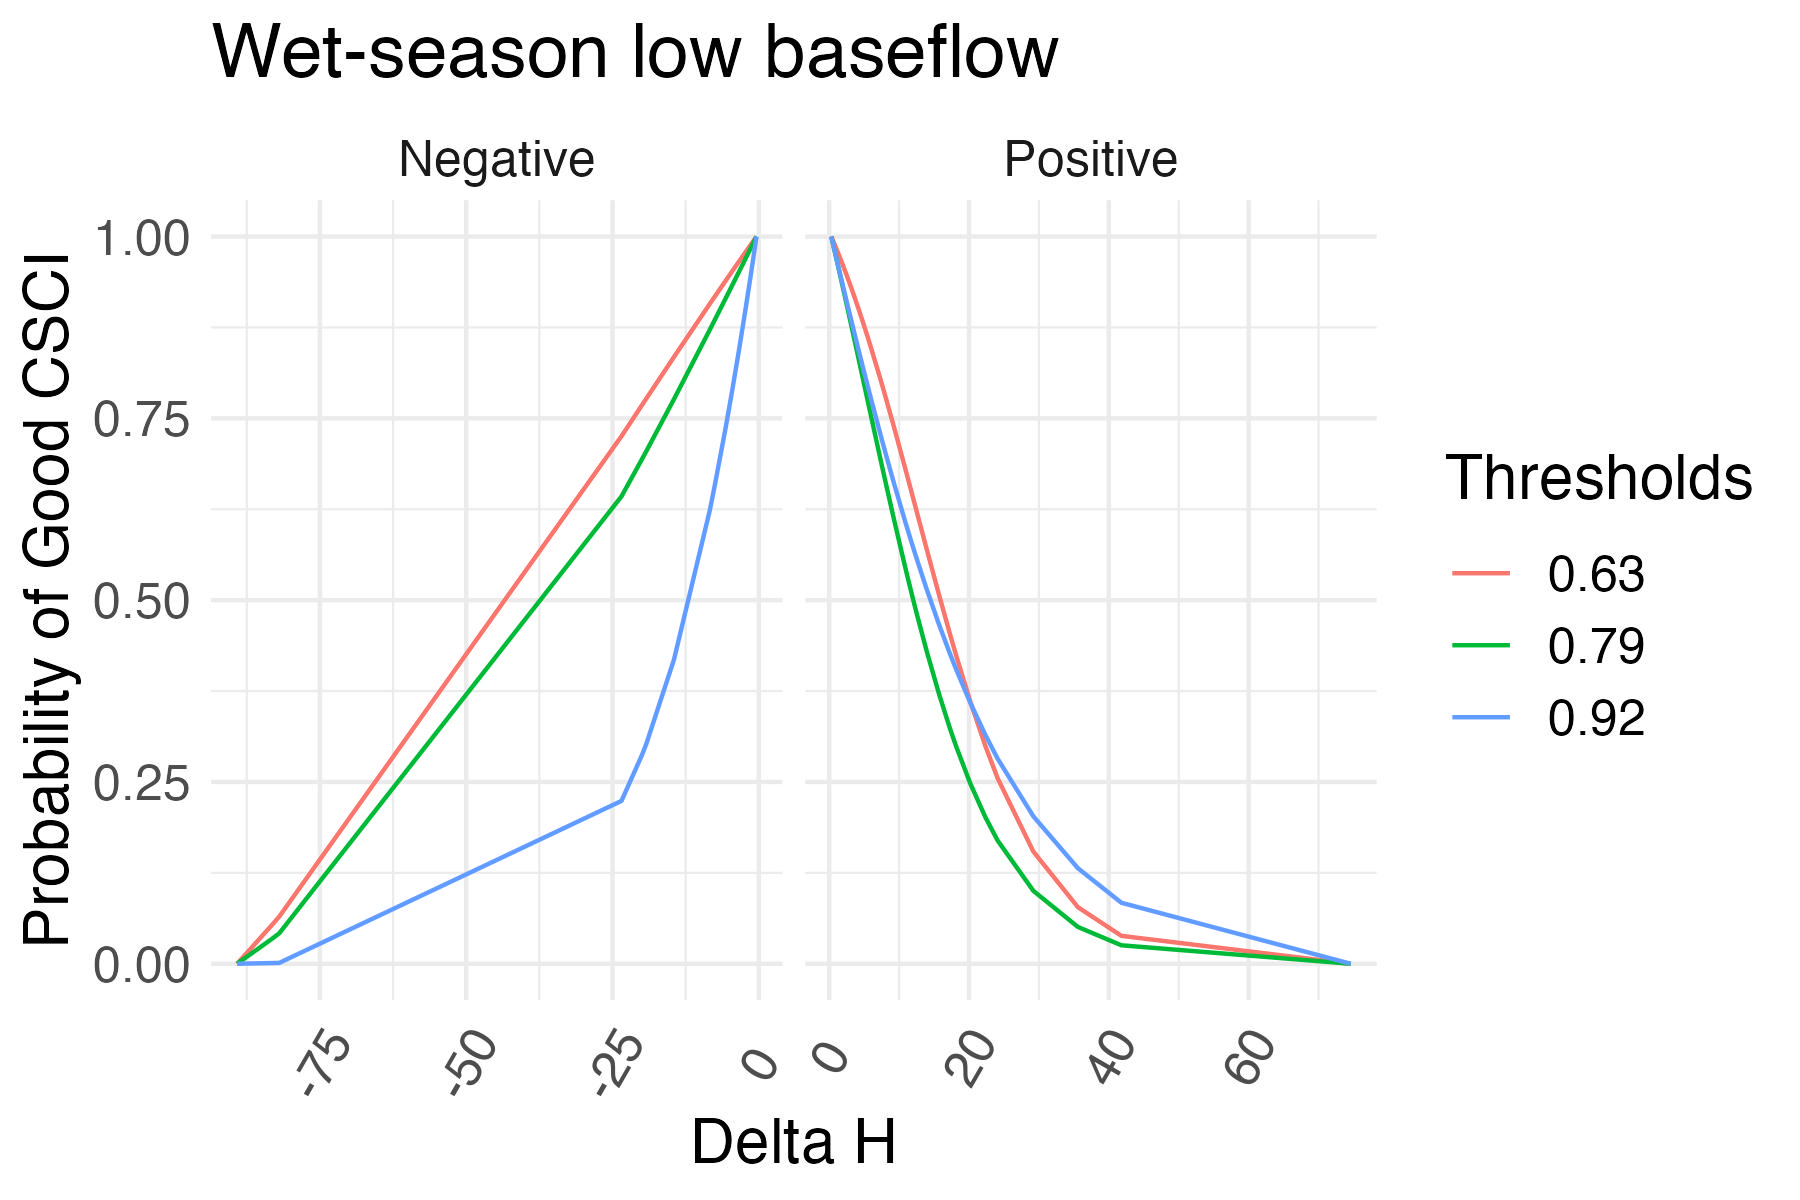 Wet-season low baseflow
Negative
Positive
Probability of Good CSCI
1.00
0.75
0.50
0.25
0.00
-75
-50
-25
0
0
20
40
60
Delta H
Thresholds
0.63
0.79
0.92